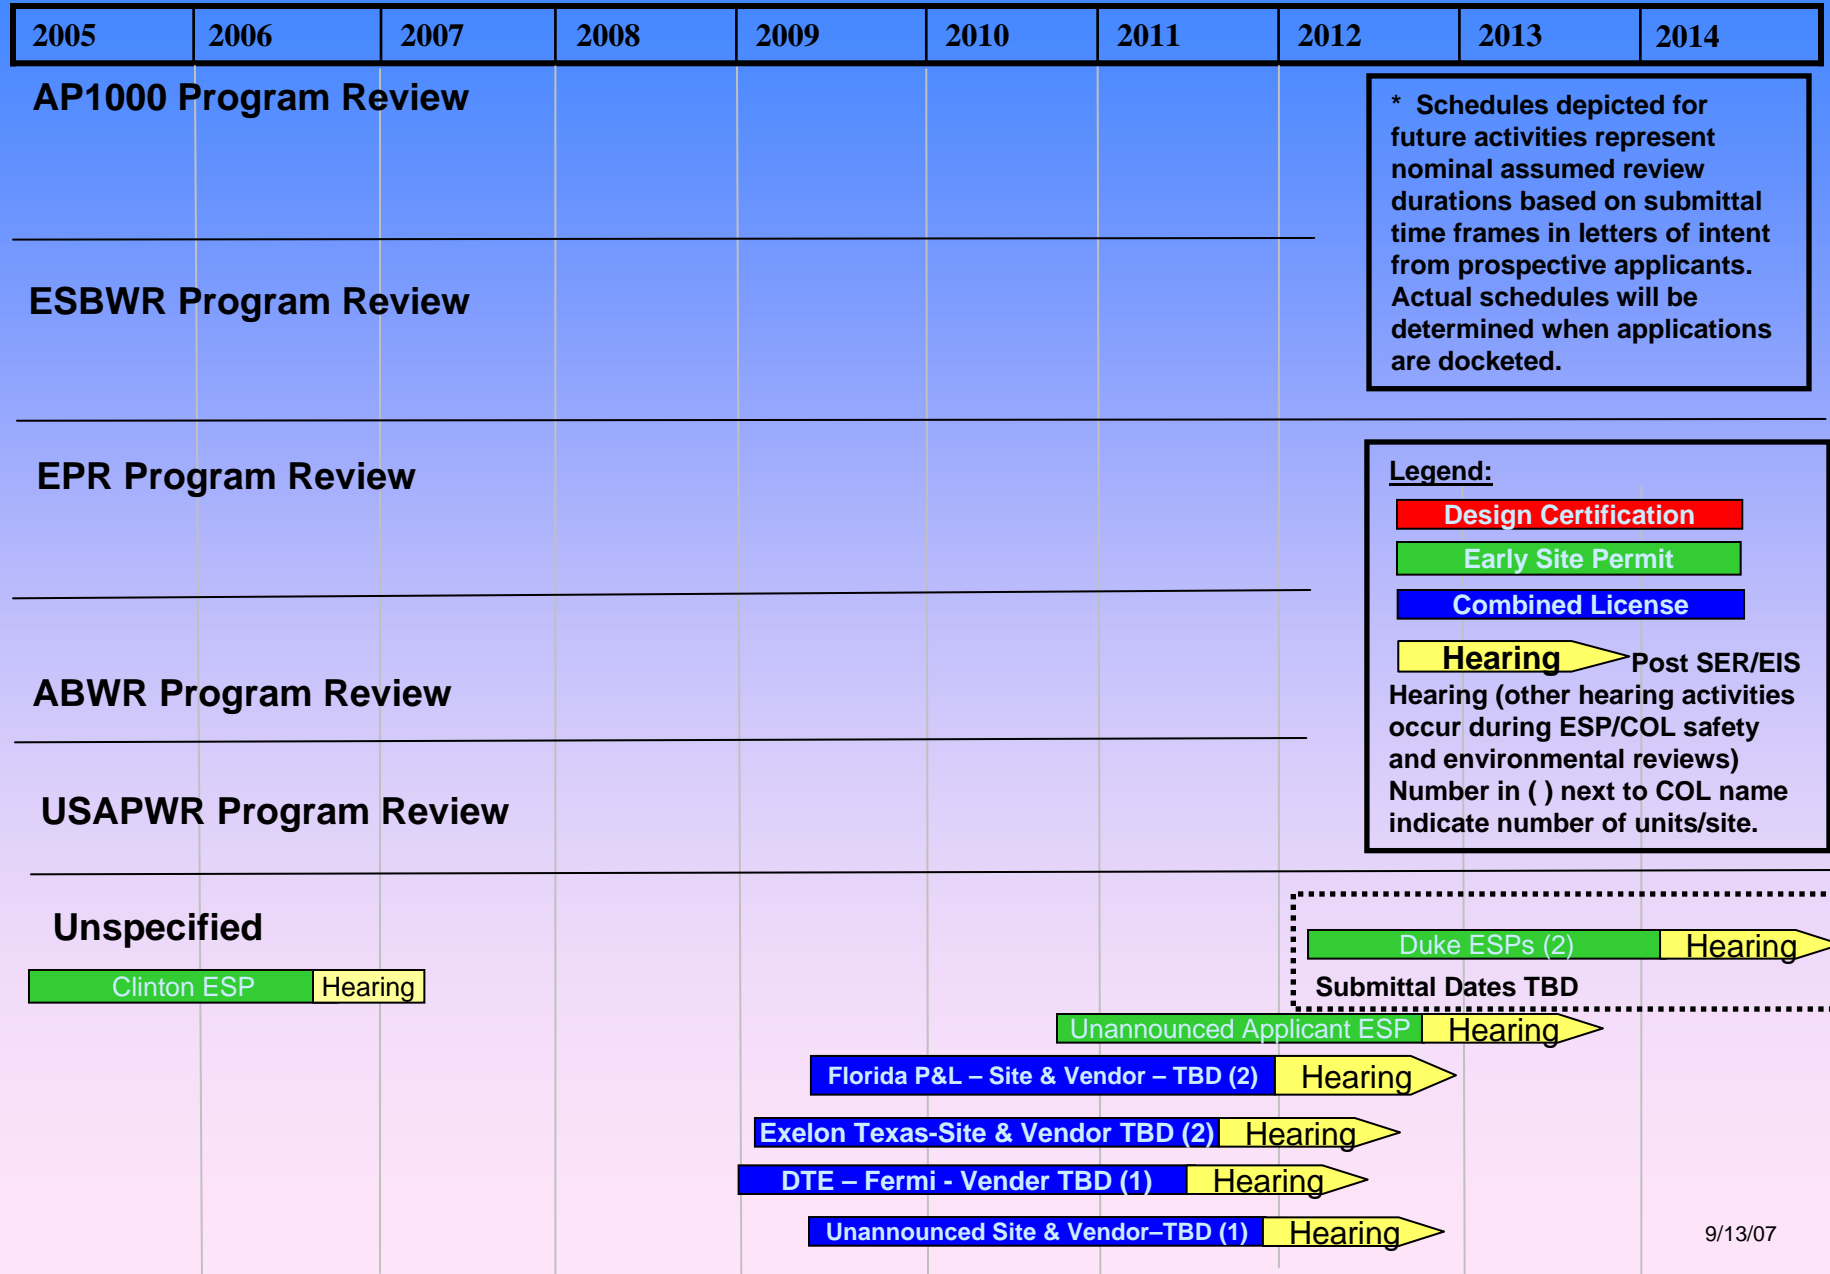 2005 2006 2007 2008 2009 2010 2011 2012 2013 2014
AP1000 Program Review
* Schedules depicted for
future activities represent
nominal assumed review
durations based on submittal
time frames in letters of intent
from prospective applicants.
Actual schedules will be
determined when applications
are docketed.
ESBWR Program Review
EPR Program Review
Legend:
Design Certification
Early Site Permit
Combined License
Hearing Post SER/EIS
Hearing (other hearing activities
occur during ESP/COL safety
and environmental reviews)
Number in ( ) next to COL name
indicate number of units/site.
ABWR Program Review
USAPWR Program Review
Unspecified
Duke ESPs (2) Hearing
Submittal Dates TBD
Clinton ESP Hearing
Unannounced Applicant ESP Hearing
Florida P&L – Site & Vendor – TBD (2) Hearing
Exelon Texas-Site & Vendor TBD (2) Hearing
DTE – Fermi - Vender TBD (1) Hearing
Unannounced Site & Vendor–TBD (1) Hearing
9/13/07